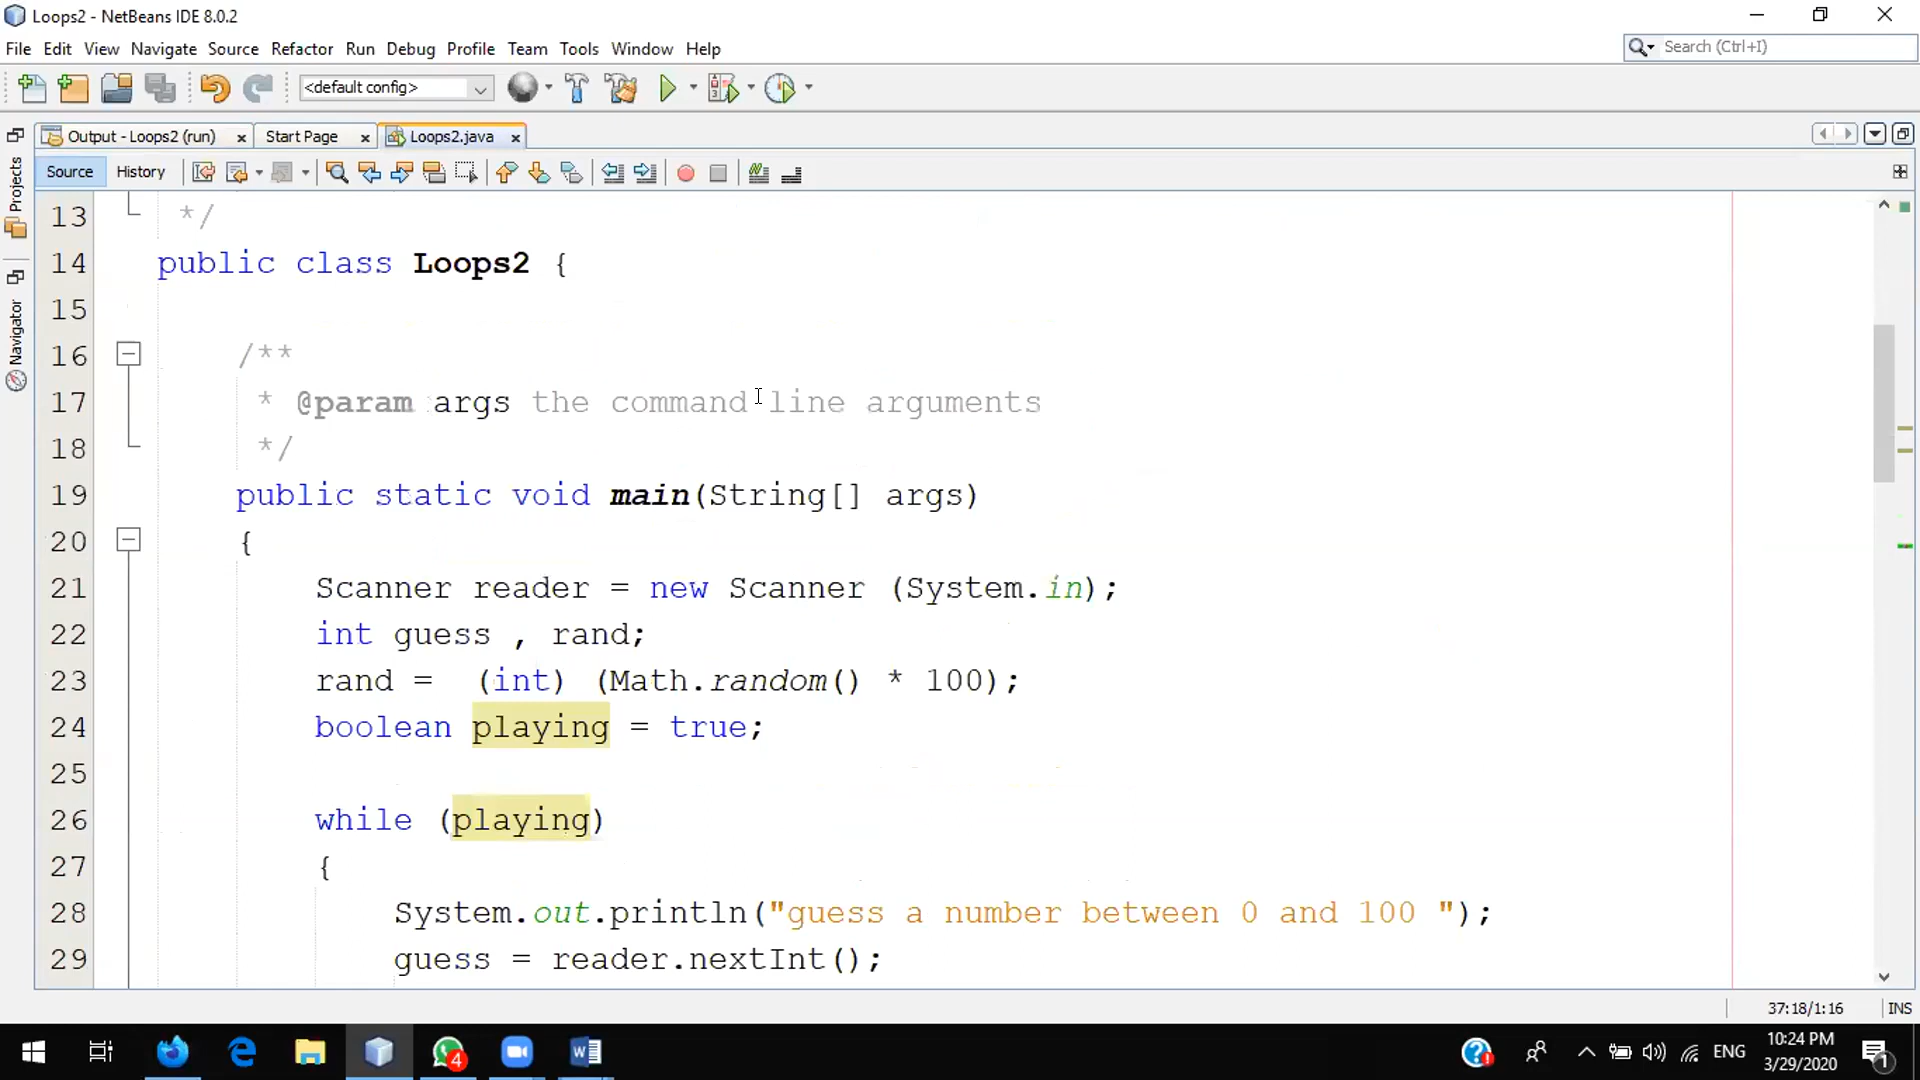 Loops2 - NetBeans IDE 8.0.2
File Edit View Navigate Source Refactor Run Debug Profile Team Tools Window Help
Search (Ctrl+I)
<default config>
Output - Loops2 (run) Start Page Loops2.java
Source History
Projects
Navigator
13 */
14 public class Loops2 {
15
16 /**
17 * @param args the command line arguments
18 */
19 public static void main(String[] args)
20 {
21 Scanner reader = new Scanner (System.in);
22 int guess , rand;
23 rand = (int) (Math.random() * 100);
24 boolean playing = true;
25
26 while (playing)
27 {
28 System.out.println("guess a number between 0 and 100 ");
29 guess = reader.nextInt();
37:18/1:16 INS
4
ENG
10:24 PM
3/29/2020
1